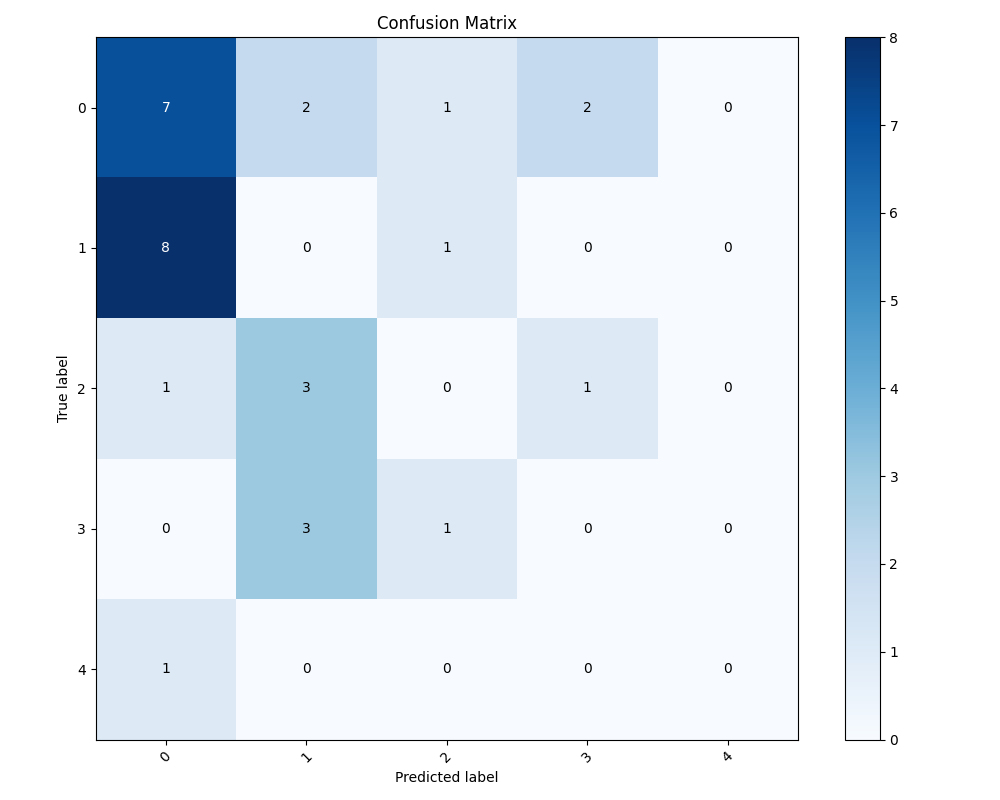 Confusion Matrix
0 7 2 1 2 0
1 8 0 1 0 0
2 1 3 0 1 0
3 0 3 1 0 0
4 1 0 0 0 0
0 1 2 3 4
Predicted label
True label
8
7
6
5
4
3
2
1
0